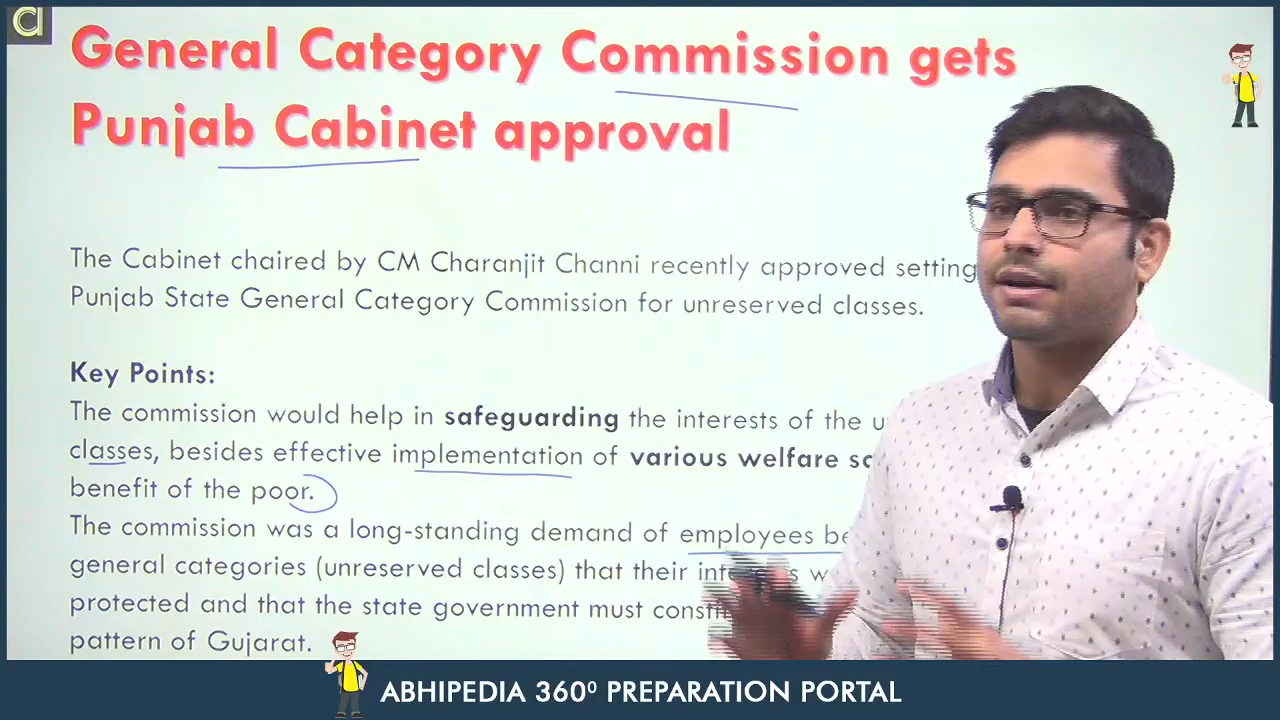 d
General Category Commission gets
Punjab Cabinet approval
The Cabinet chaired by CM Charanjit Channi recently approved setting
Punjab State General Category Commission for unreserved classes.
Key Points:
The commission would help in safeguarding the interests of the
classes, besides effective implementation of various welfare
benefit of the poor.
The commission was a long-standing demand of employees
general categories (unreserved classes) that their interests
protected and that the state government must
pattern of Gujarat.
ABHIPEDIA 360⁰ PREPARATION PORTAL